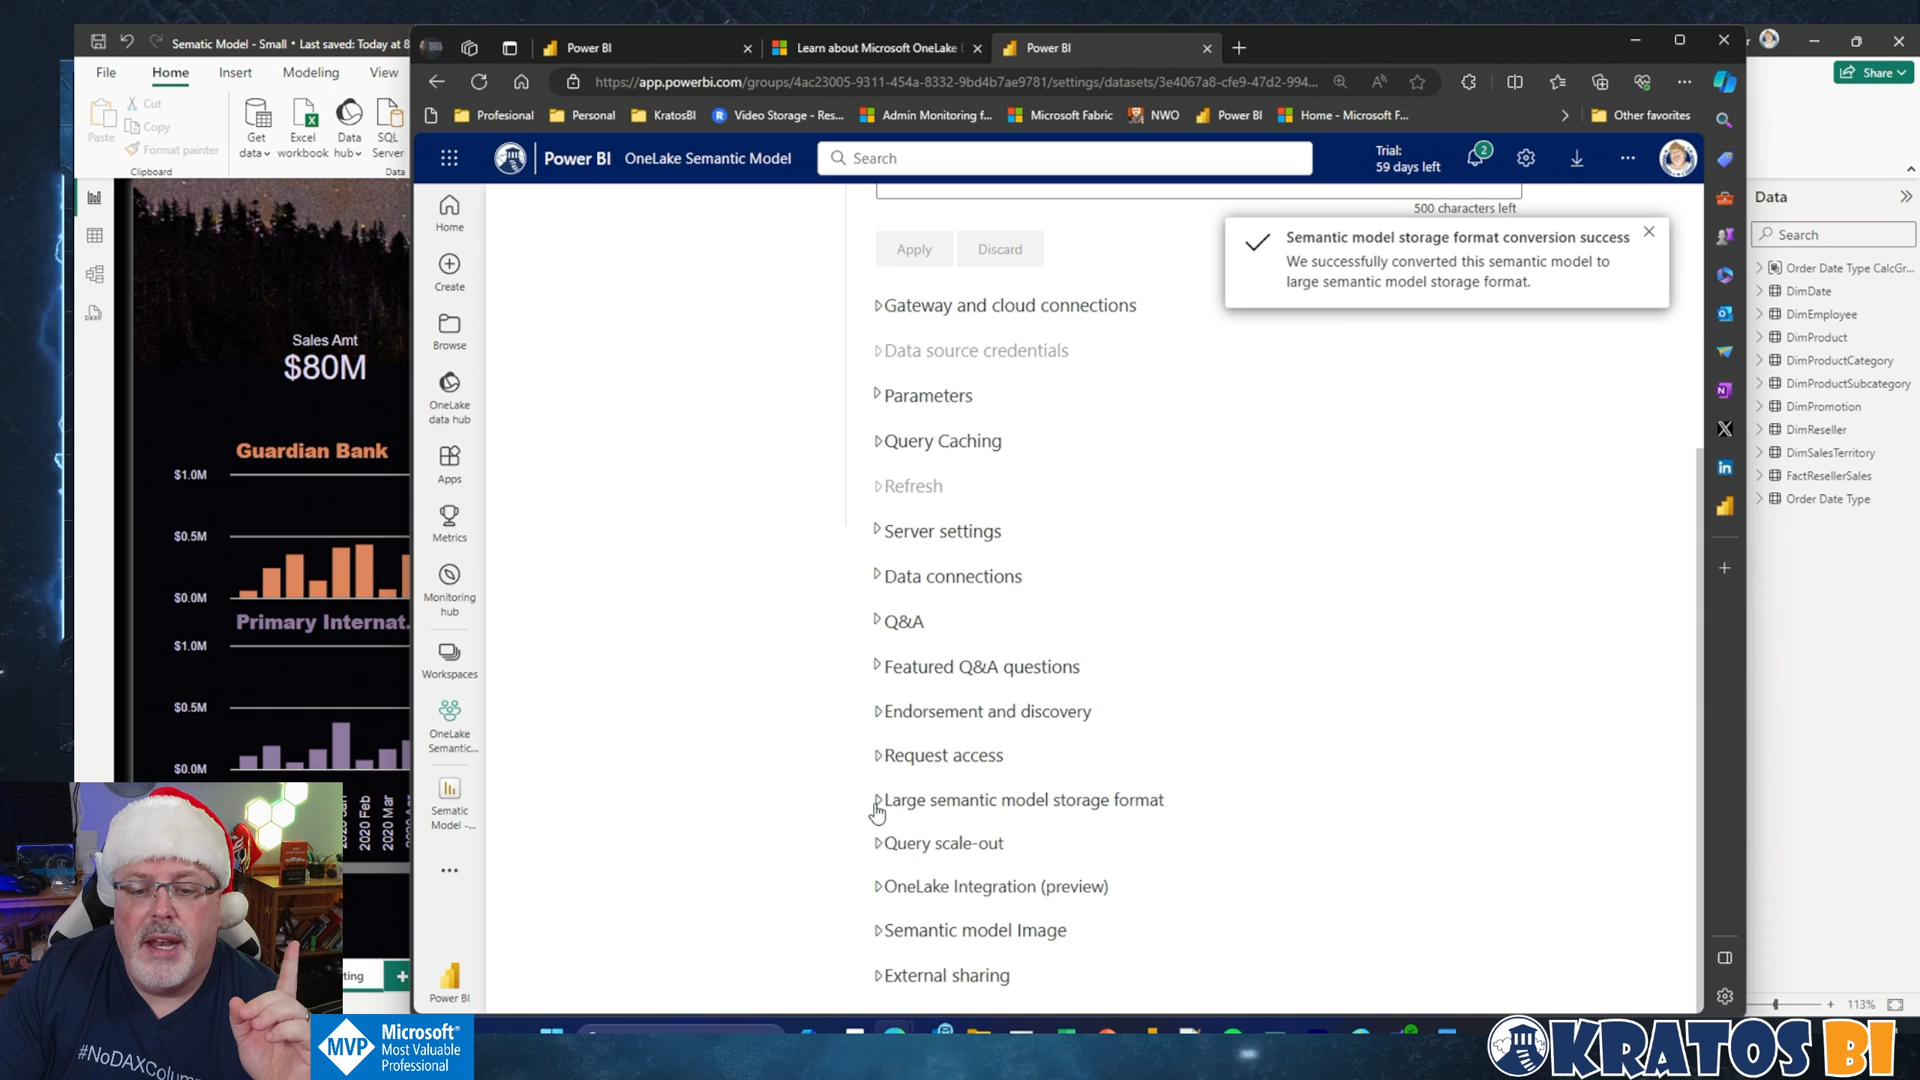 Sematic Model - Small • Last saved: Today at 8
File
Home
Insert
Modeling
View
Paste
Cut
Copy
Format painter
Clipboard
Get
data
Excel
workbook
Data
hub
SQL
Server
Data
Power BI
Learn about Microsoft OneLake
Power BI
https://app.powerbi.com/groups/4ac23005-9311-454a-8332-9bd4b7ae9781/settings/datasets/3e4067a8-cfe9-47d2-994...
Profesional
Personal
KratosBI
Video Storage - Res...
Admin Monitoring f...
Microsoft Fabric
NWO
Power BI
Home - Microsoft F...
Other favorites
Share
Power BI
OneLake Semantic Model
Search
Trial:
59 days left
2
Home
Create
Browse
OneLake
data hub
Apps
Metrics
Monitoring
hub
Workspaces
OneLake
Semantic...
Sematic
Model -...
Power BI
500 characters left
Apply
Discard
Semantic model storage format conversion success
We successfully converted this semantic model to
large semantic model storage format.
Gateway and cloud connections
Data source credentials
Parameters
Query Caching
Refresh
Server settings
Data connections
Q&A
Featured Q&A questions
Endorsement and discovery
Request access
Large semantic model storage format
Query scale-out
OneLake Integration (preview)
Semantic model Image
External sharing
Data
Search
Order Date Type CalcGr...
DimDate
DimEmployee
DimProduct
DimProductCategory
DimProductSubcategory
DimPromotion
DimReseller
DimSalesTerritory
FactResellerSales
Order Date Type
113%
Sales Amt
$80M
Guardian Bank
$1.0M
$0.5M
$0.0M
Primary Internat.
$1.0M
$0.5M
$0.0M
2020 Feb
2020 Mar
ting
#NoDAXColum
MVP
Microsoft®
Most Valuable
Professional
KRATOS BI